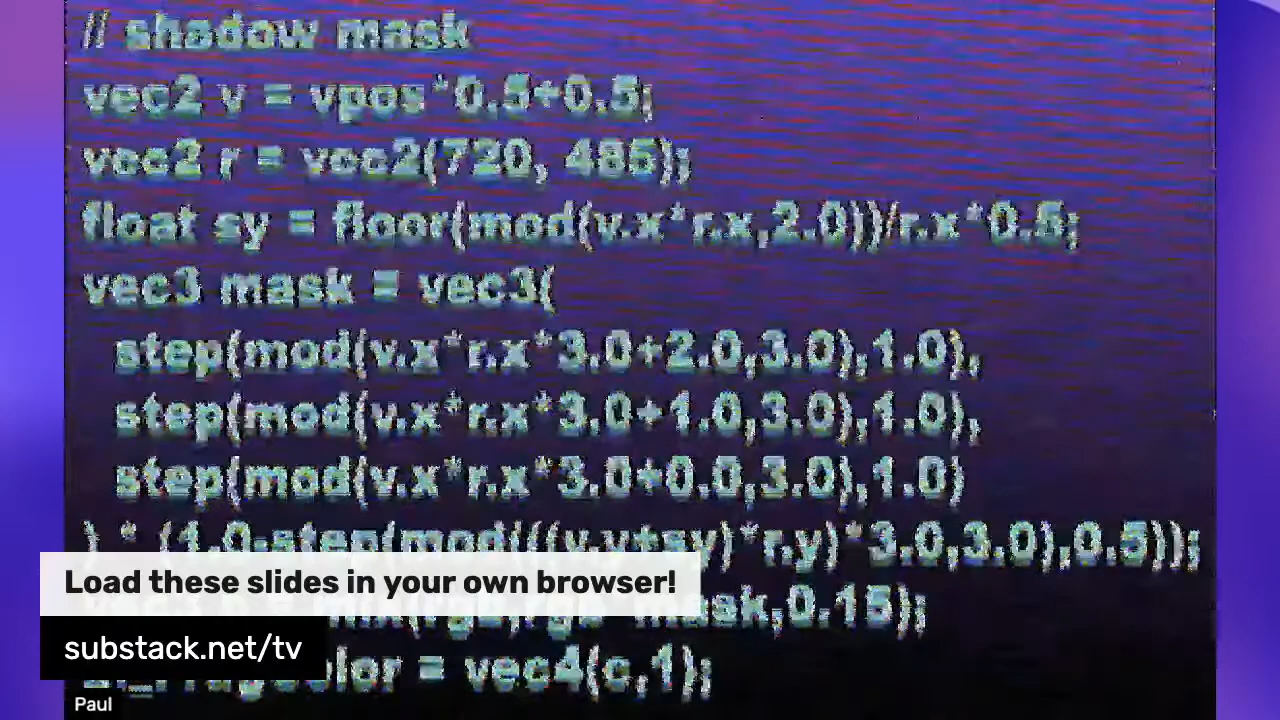 // shadow mask
vec2 v = vpos*0.5+0.5;
vec2 r = vec2(720, 485);
float sy = floor(mod(v.x*r.x,2.0))/r.x*0.5;
vec3 mask = vec3(
step(mod(v.x*r.x*3.0+2.0,3.0),1.0),
step(mod(v.x*r.x*3.0+1.0,3.0),1.0),
step(mod(v.x*r.x*3.0+0.0,3.0),1.0)
) * (1.0-step(mod(((v.y+sy)*r.y)*3.0,3.0),0.5));
Load these slides in your own browser!
mask,0.15);
substack.net/tv
= vec4(c,1);
Paul